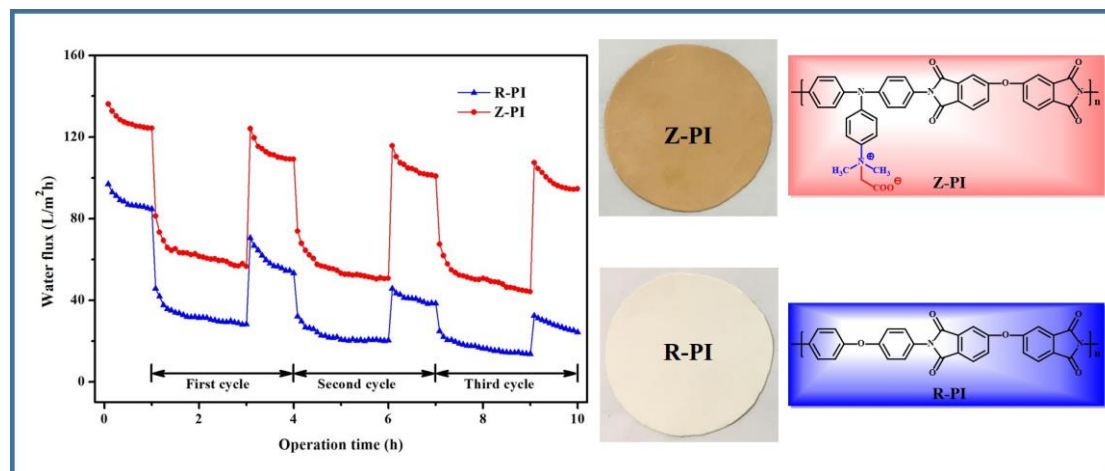 160
120
80
40
0
Water flux (L/m²h)
R-PI
Z-PI
First cycle
Second cycle
Third cycle
0 2 4 6 8 10
Operation time (h)
Z-PI
R-PI
O O O
N N O N n
O O
N ⊕
H₃C CH₃
COO ⊖
Z-PI
O O
O N O N n
O O
R-PI